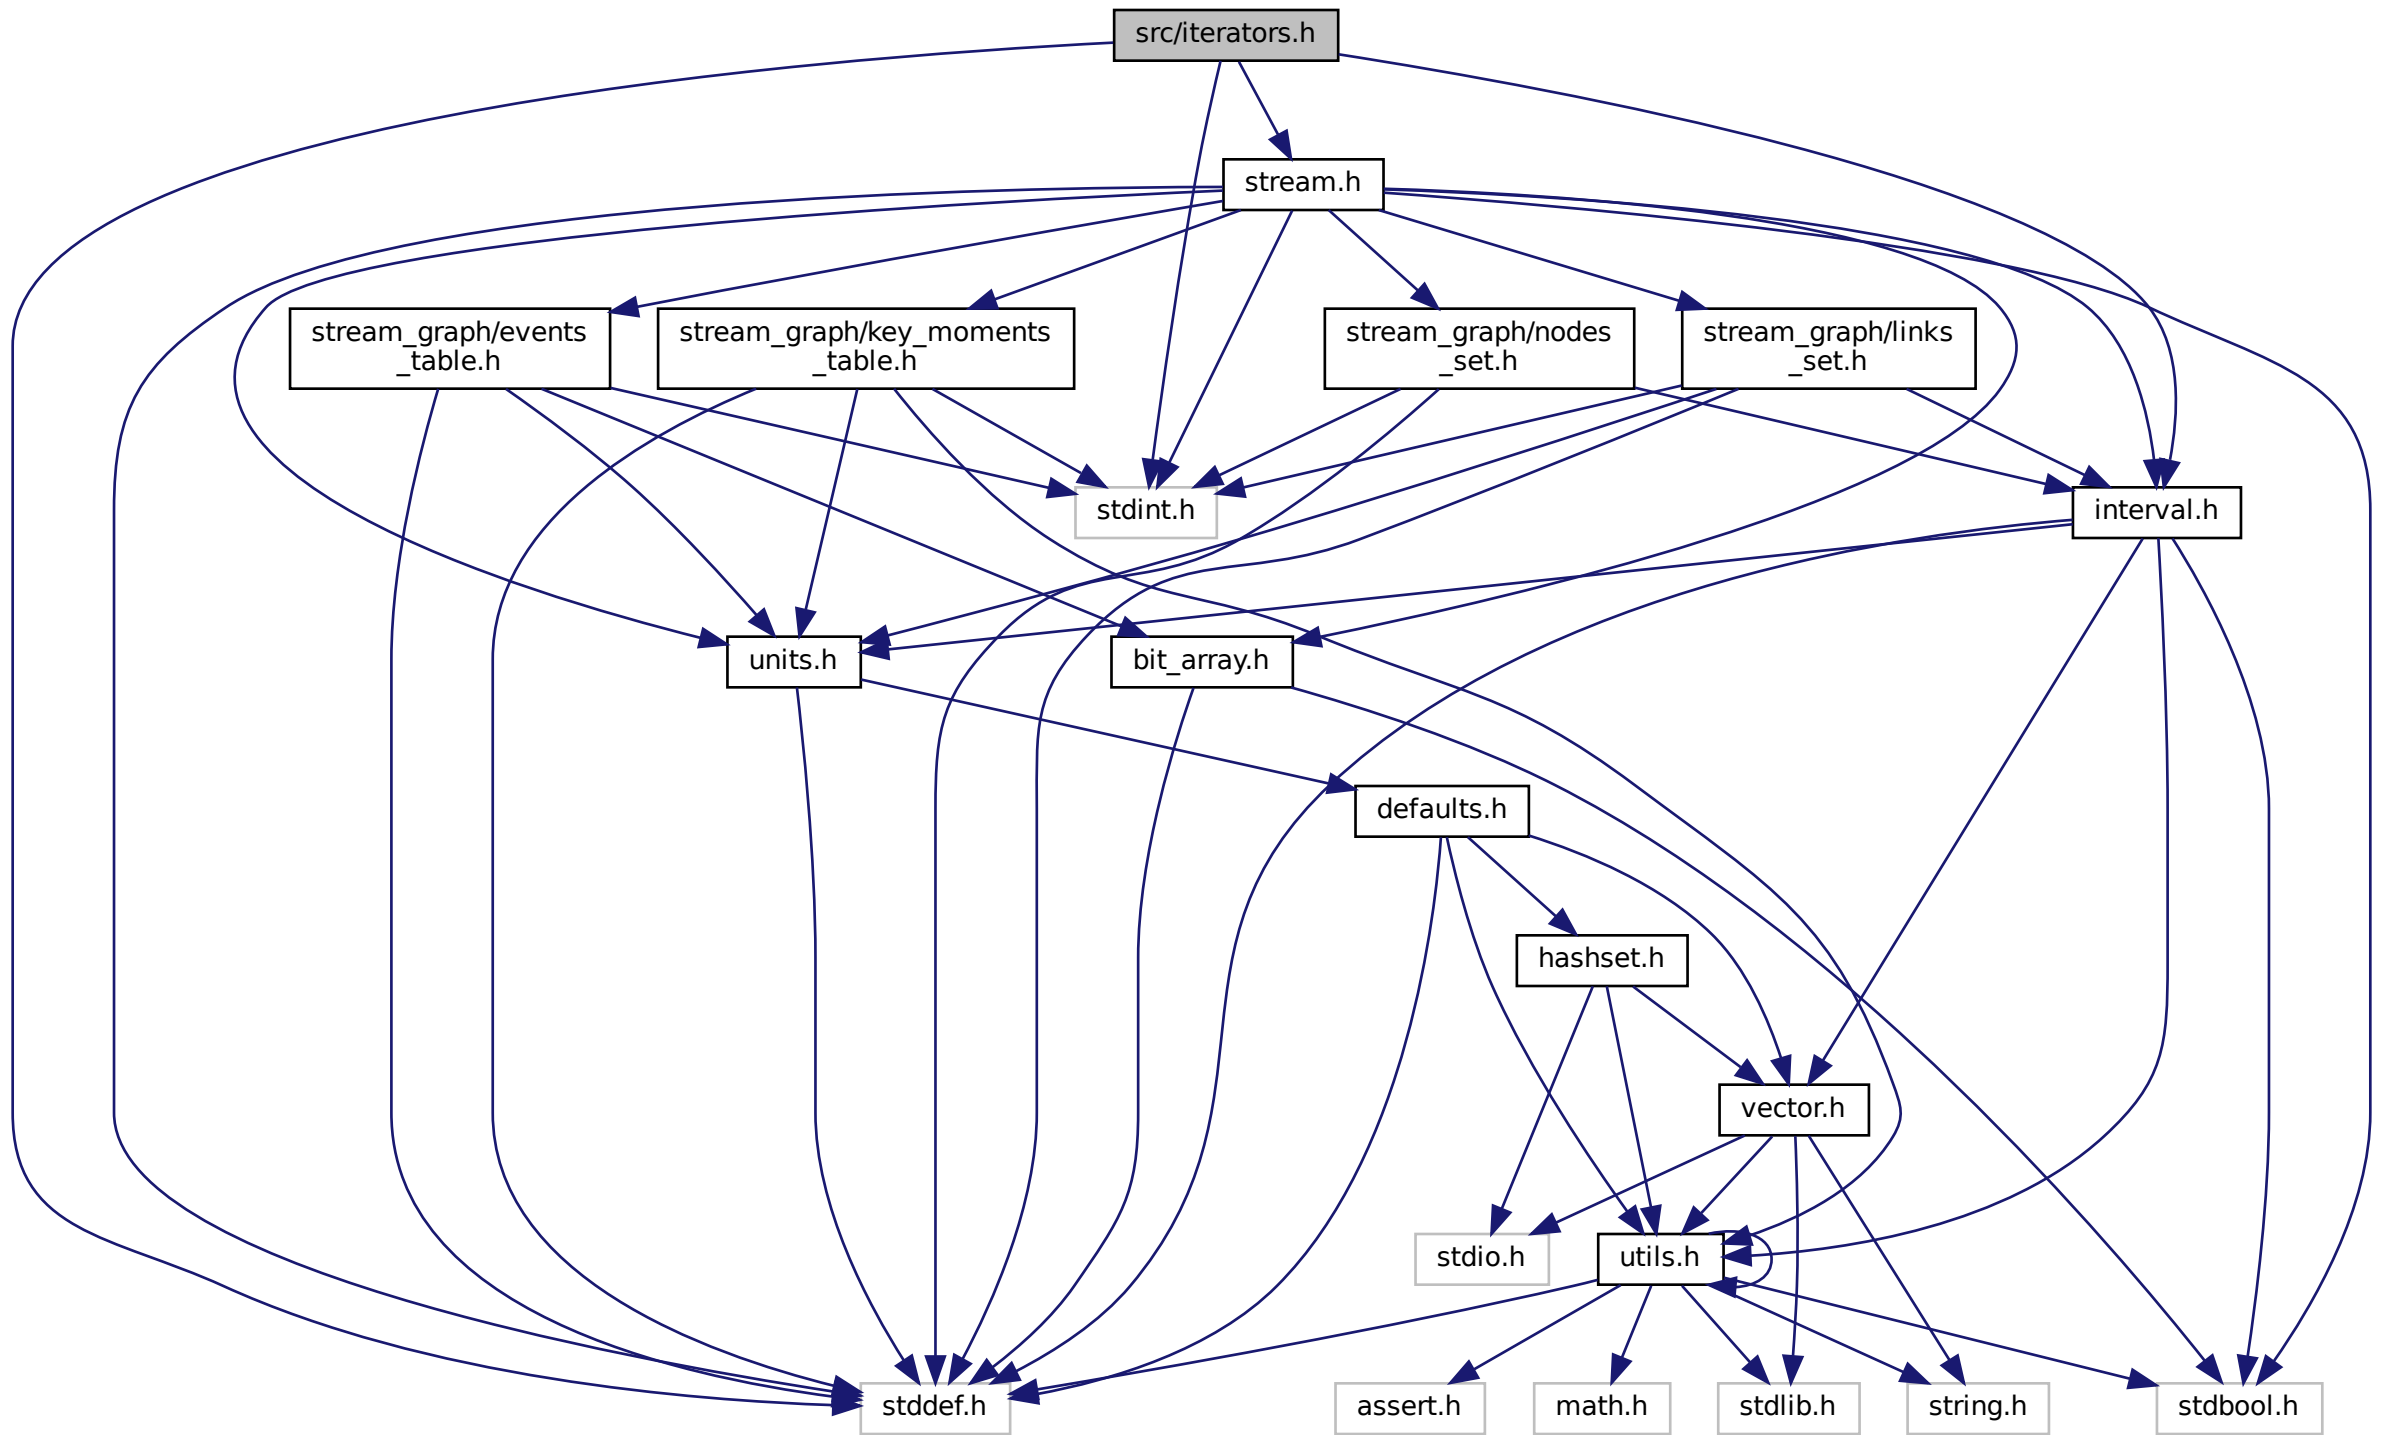 src/iterators.h
stream.h
stream_graph/events
_table.h
stream_graph/key_moments
_table.h
stream_graph/nodes
_set.h
stream_graph/links
_set.h
stdint.h
interval.h
units.h
bit_array.h
defaults.h
hashset.h
vector.h
stdio.h
utils.h
stddef.h
assert.h
math.h
stdlib.h
string.h
stdbool.h